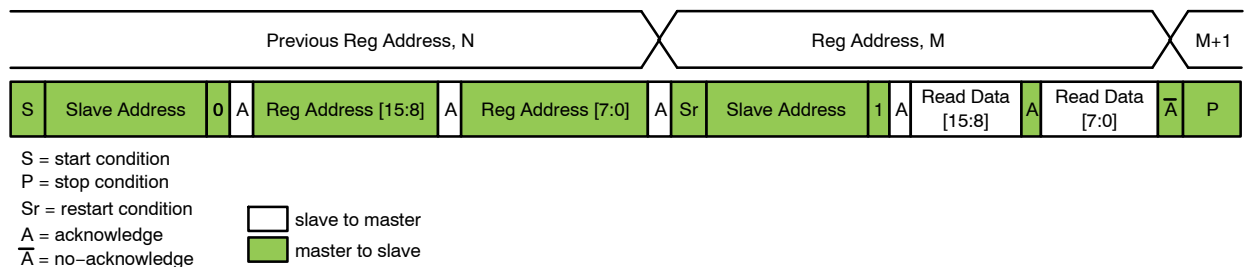 Previous Reg Address, N Reg Address, M M+1
S Slave Address 0 A Reg Address [15:8] A Reg Address [7:0] A Sr Slave Address 1 A Read Data [15:8] A Read Data [7:0] A̅ P
S = start condition
P = stop condition
Sr = restart condition
A = acknowledge
A̅ = no−acknowledge
slave to master
master to slave